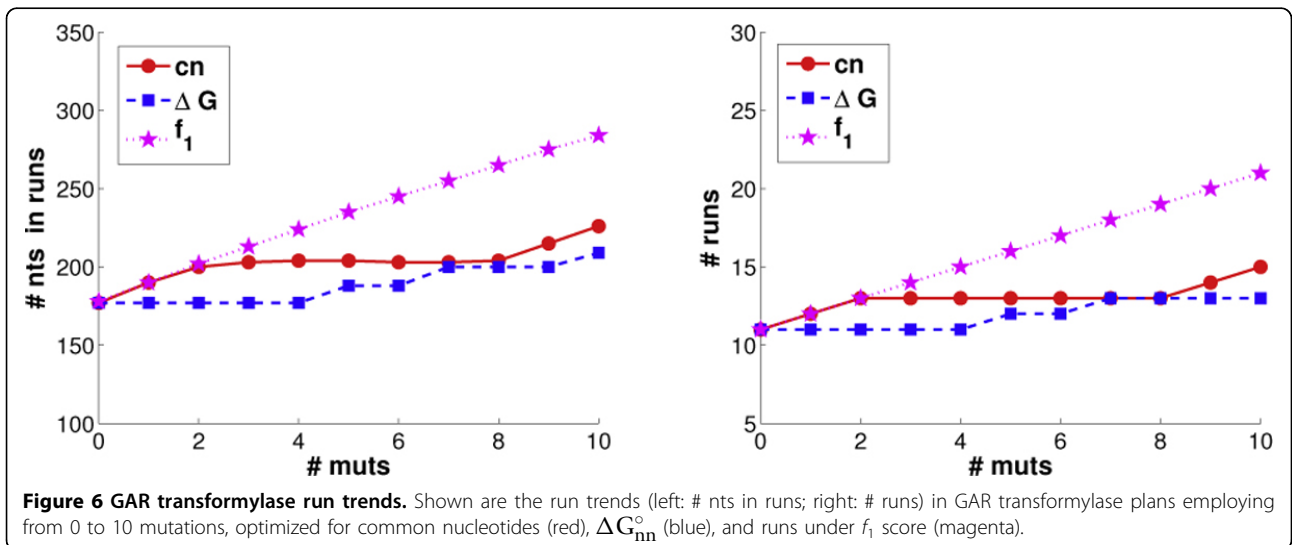 350
300
250
200
150
100
# nts in runs
cn
Δ G
f₁
0 2 4 6 8 10
# muts
30
25
20
15
10
5
# runs
cn
Δ G
f₁
0 2 4 6 8 10
# muts
Figure 6 GAR transformylase run trends. Shown are the run trends (left: # nts in runs; right: # runs) in GAR transformylase plans employing
from 0 to 10 mutations, optimized for common nucleotides (red), ΔG°nn (blue), and runs under f₁ score (magenta).